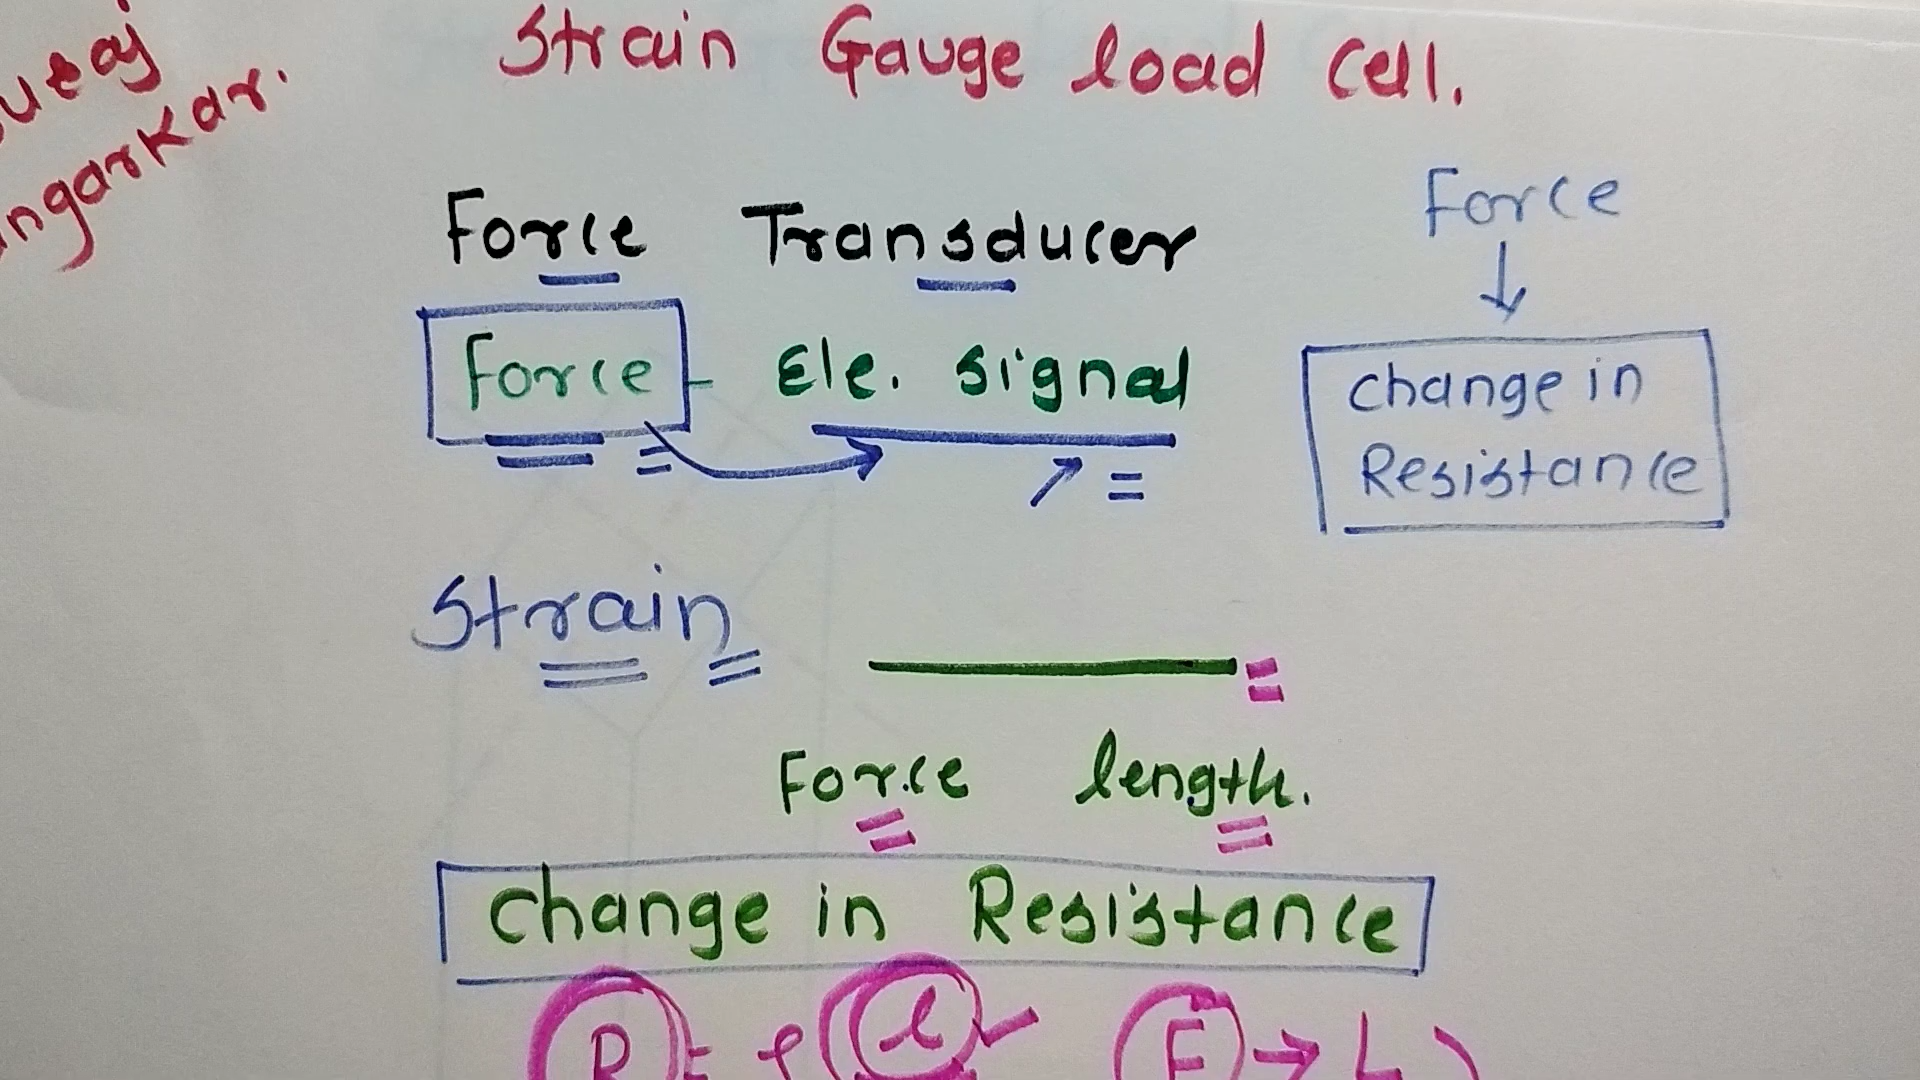 Strain Gauge load cell.
Force Transducer
Force - Ele. signal
Force
change in
Resistance
Strain
Force length.
change in Resistance
R = ρ l F → L